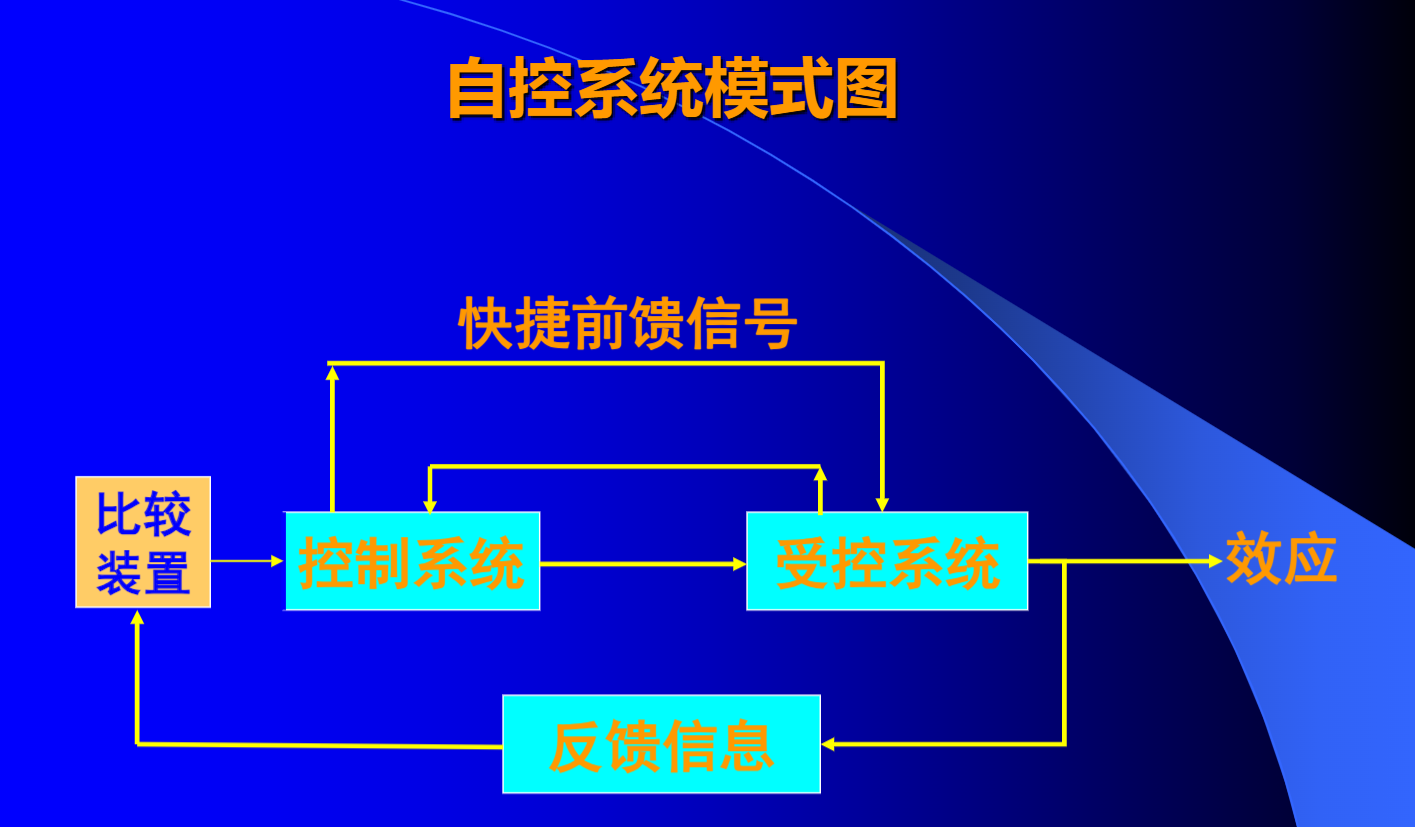 自控系统模式图
快捷前馈信号
比较
装置
控制系统
受控系统
效应
反馈信息